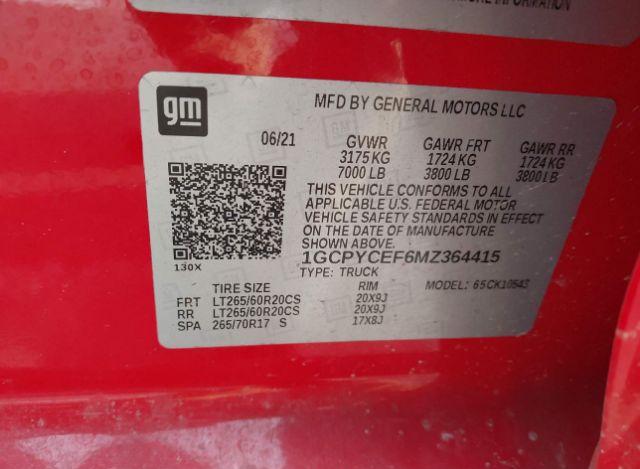 INFORMATION
gm
MFD BY GENERAL MOTORS LLC
06/21 GVWR GAWR FRT GAWR RR
3175 KG 1724 KG 1724 KG
7000 LB 3800 LB 3800 LB
THIS VEHICLE CONFORMS TO ALL
APPLICABLE U.S. FEDERAL MOTOR
VEHICLE SAFETY STANDARDS IN EFFECT
ON THE DATE OF MANUFACTURE
SHOWN ABOVE.
1GCPYCEF6MZ364415
130X
TYPE: TRUCK MODEL: 65CK10543
TIRE SIZE RIM
FRT LT265/60R20CS 20X9J
RR LT265/60R20CS 20X9J
SPA 265/70R17 S 17X8J